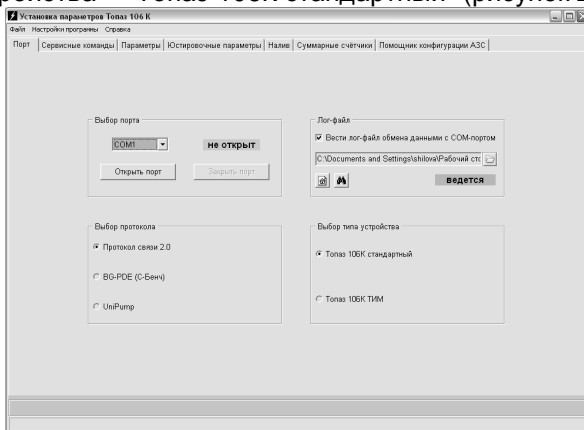 Установка параметров Топаз 106 К
Файл Настройки программы Справка
Порт Сервисные команды Параметры Юстировочные параметры Налив Суммарные счётчики Помощник конфигурации АЗС
Выбор порта
COM1
не открыт
Открыть порт Закрыть порт
Лог-файл
Вести лог-файл обмена данными с COM-портом
C:\Documents and Settings\shilova\Рабочий сто
ведется
Выбор протокола
Протокол связи 2.0
BG-PDE (С-Бенч)
UniPump
Выбор типа устройства
Топаз 106К стандартный
Топаз 106К ТИМ